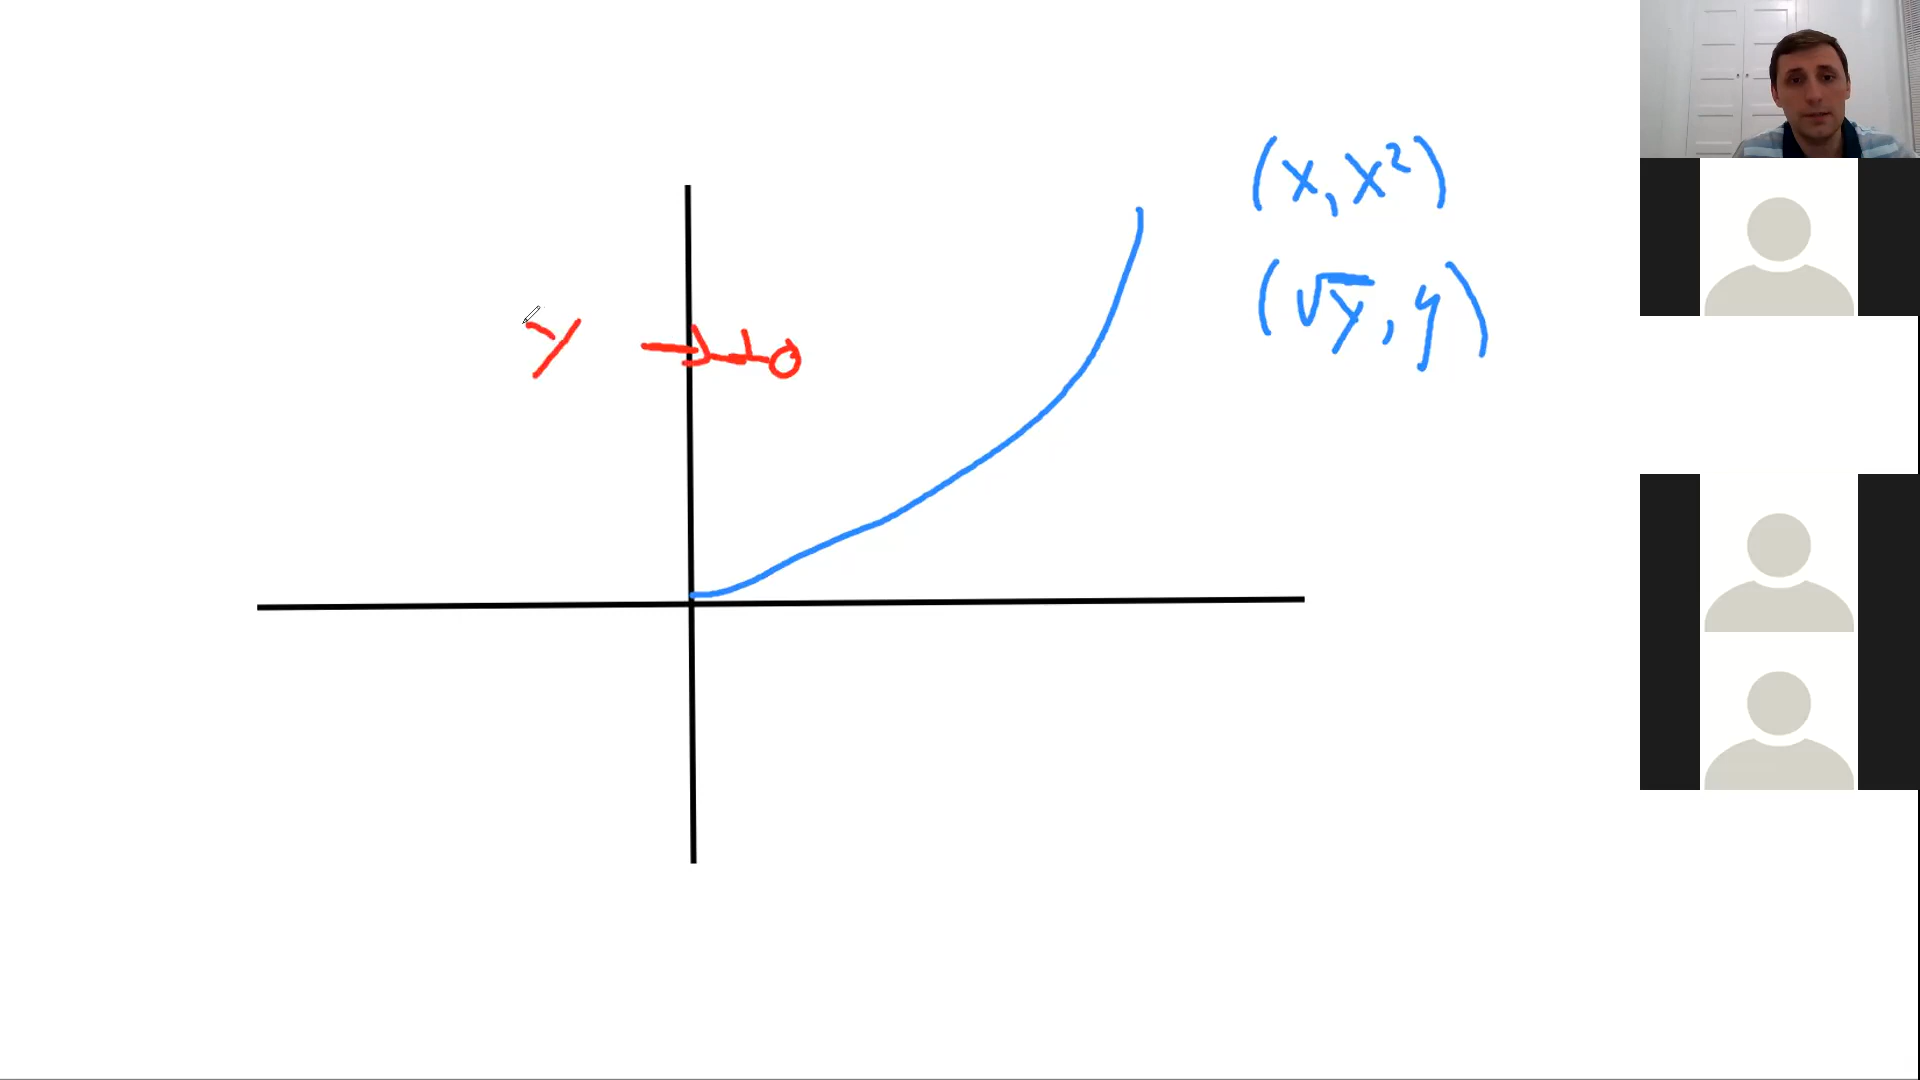 (x, x²)
(√y, y)
y